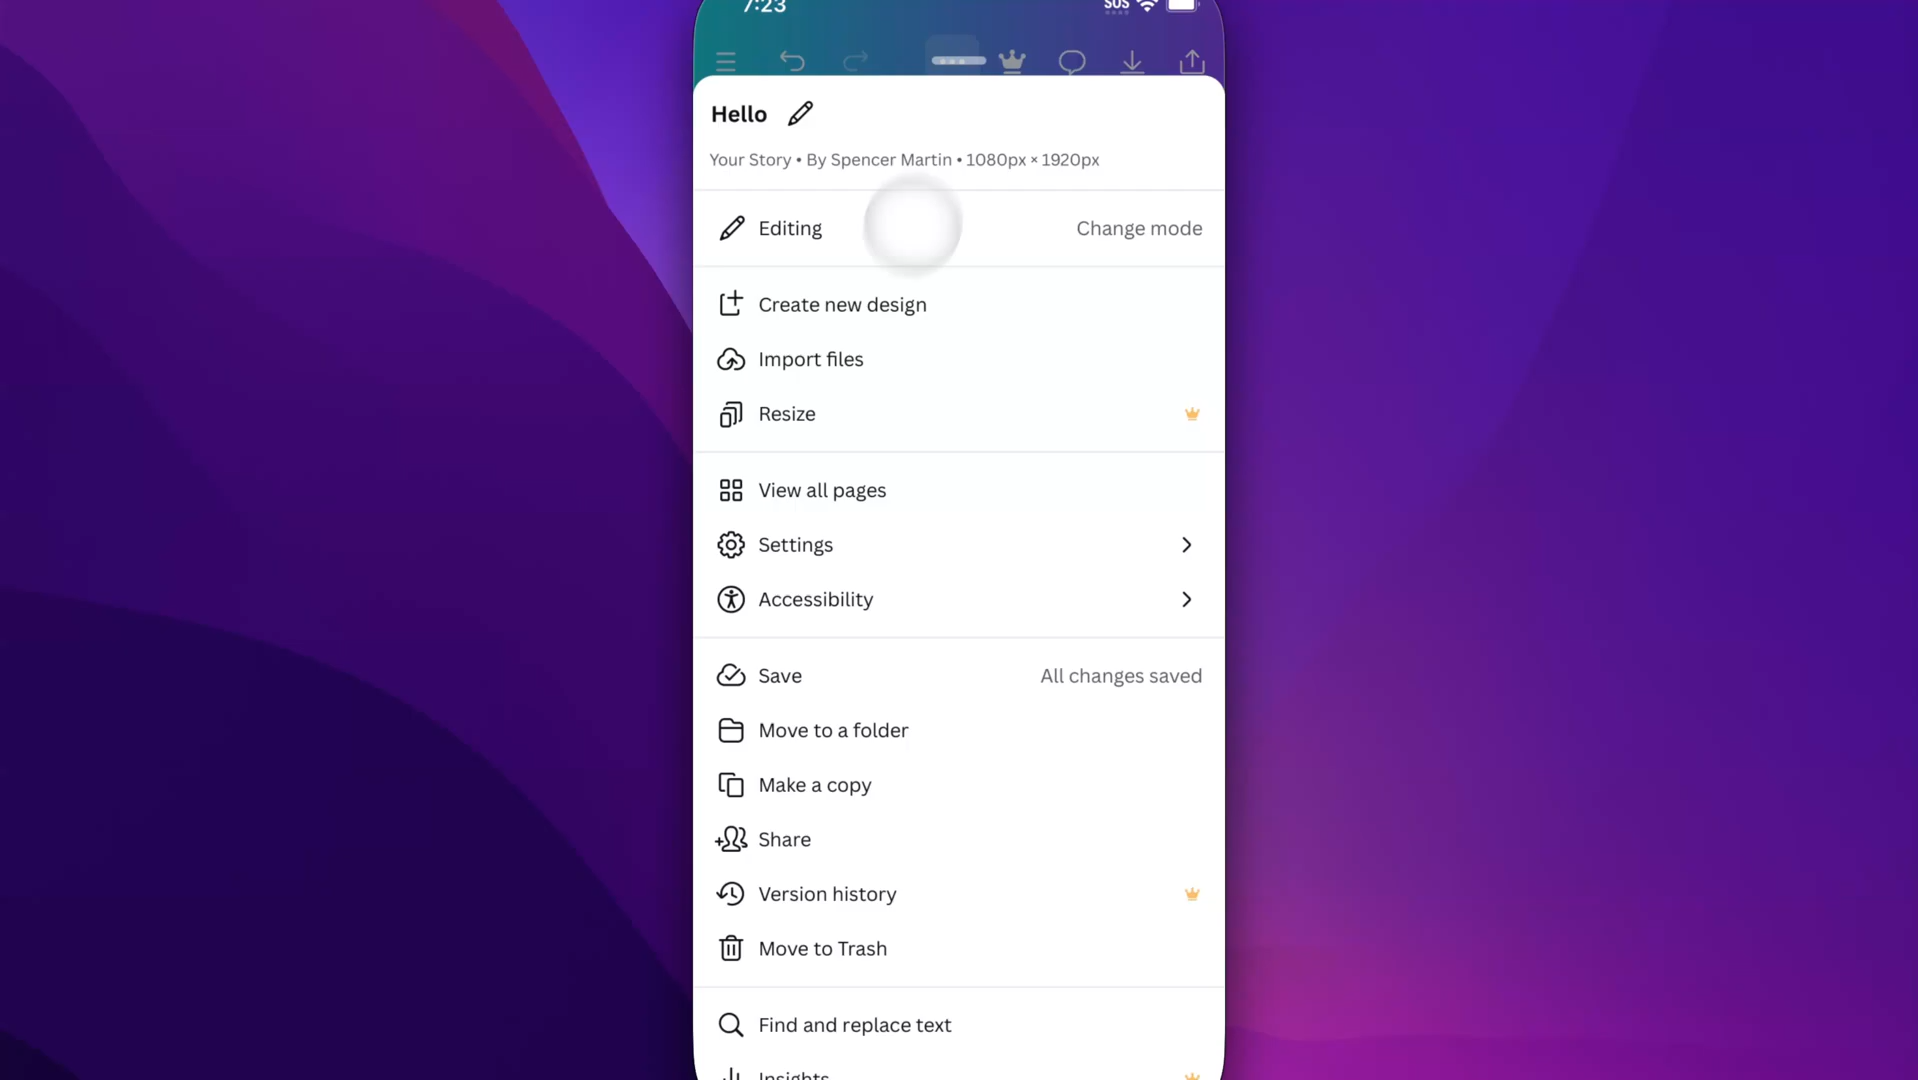 7:23 SOS
Hello
Your Story • By Spencer Martin • 1080px × 1920px
Editing Change mode
Create new design
Import files
Resize
View all pages
Settings
Accessibility
Save All changes saved
Move to a folder
Make a copy
Share
Version history
Move to Trash
Find and replace text
Insights